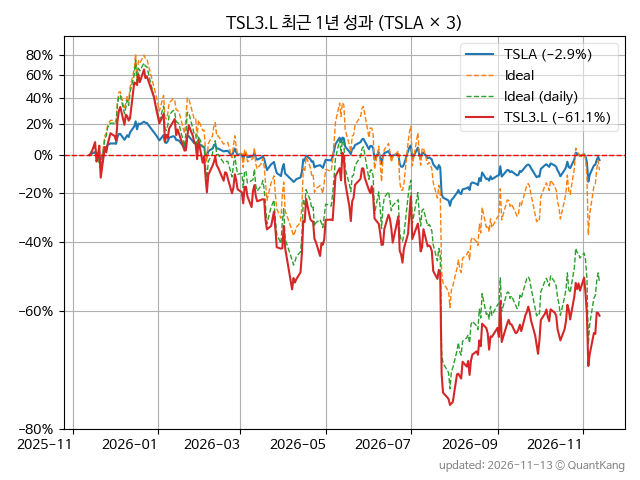 TSL3.L 최근 1년 성과 (TSLA × 3)
TSLA (−2.9%)
Ideal
Ideal (daily)
TSL3.L (−61.1%)
80%
60%
40%
20%
0%
−20%
−40%
−60%
−80%
2025-11
2026-01
2026-03
2026-05
2026-07
2026-09
2026-11
updated: 2026-11-13 © QuantKang